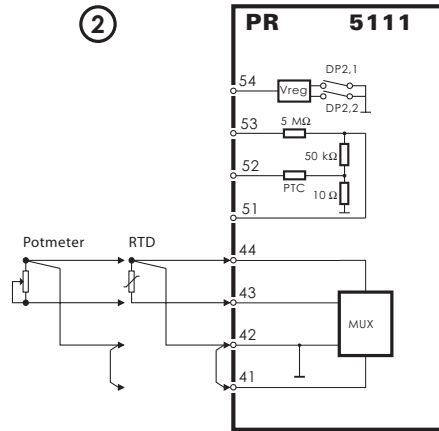 2
PR 5111
54
Vreg
DP2,1
DP2,2
53
5 MΩ
50 kΩ
52
PTC
10 Ω
51
Potmeter
RTD
44
43
MUX
42
41